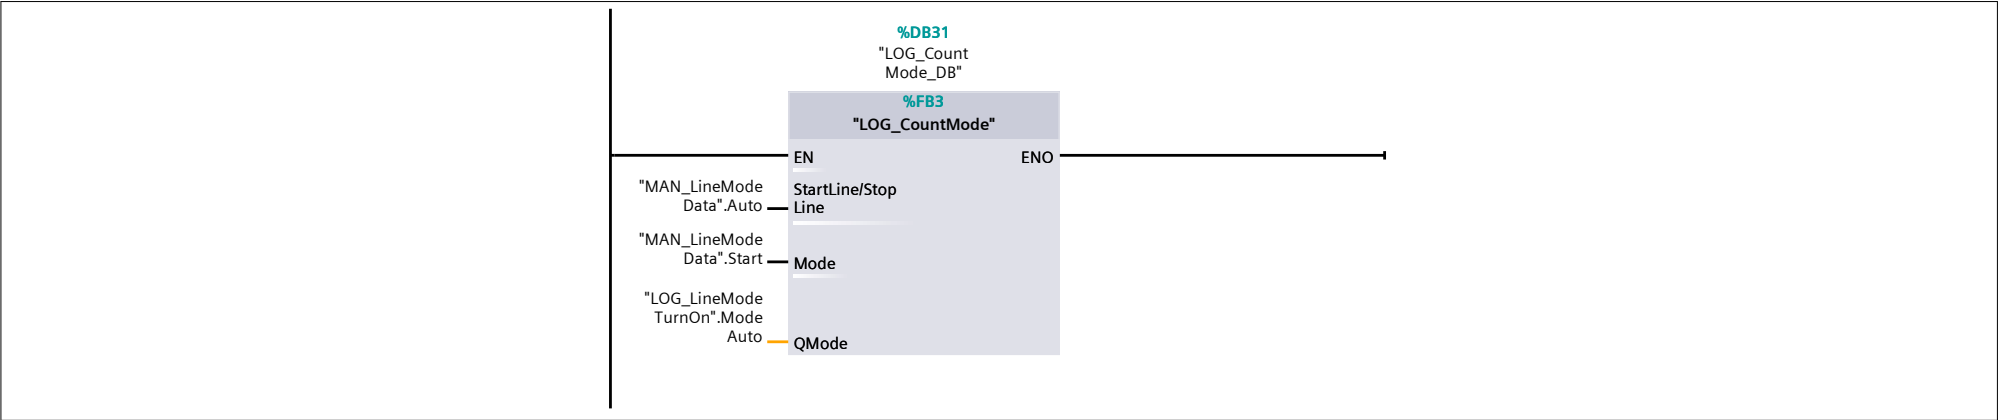 %DB31
"LOG_Count
Mode_DB"
%FB3
"LOG_CountMode"
EN
ENO
"MAN_LineMode
Data".Auto
StartLine/Stop
Line
"MAN_LineMode
Data".Start
Mode
"LOG_LineMode
TurnOn".Mode
Auto
QMode